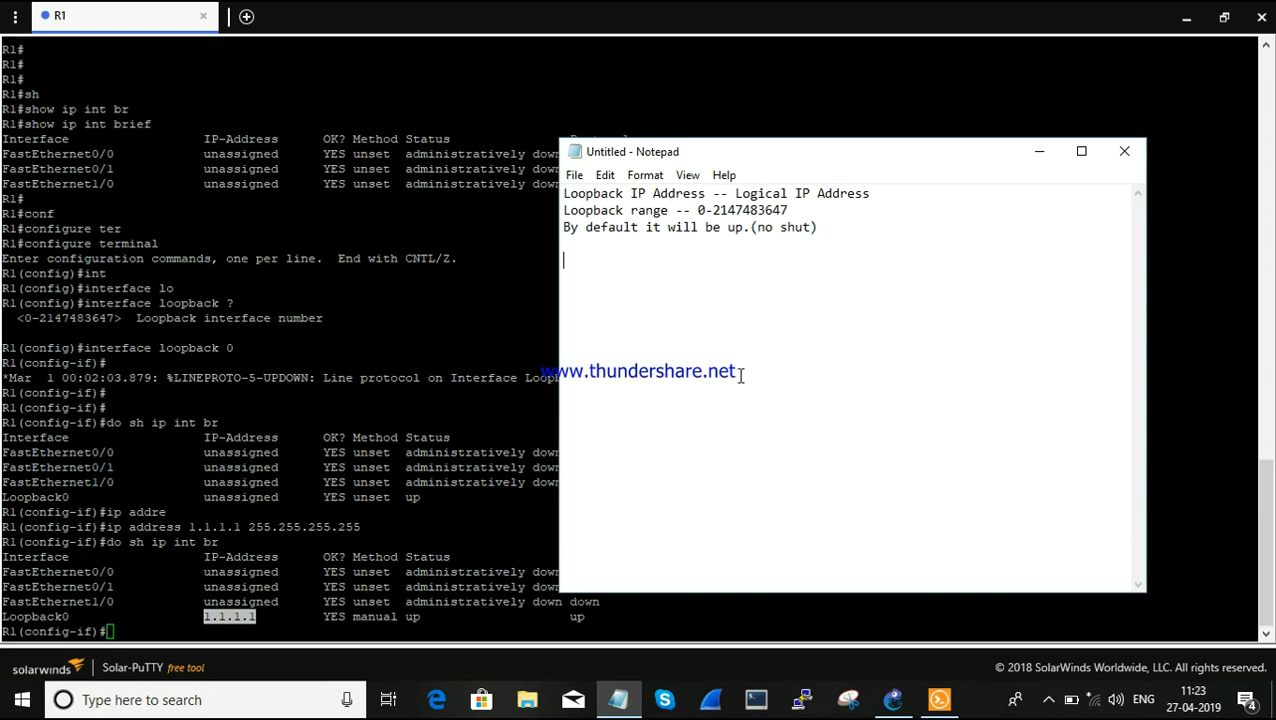 R1
R1#
R1#
R1#
R1#sh
R1#show ip int br
R1#show ip int brief
Interface IP-Address OK? Method Status
FastEthernet0/0 unassigned YES unset administratively down
FastEthernet0/1 unassigned YES unset administratively down
FastEthernet1/0 unassigned YES unset administratively down
R1#
R1#conf
R1#configure ter
R1#configure terminal
Enter configuration commands, one per line. End with CNTL/Z.
R1(config)#int
R1(config)#interface lo
R1(config)#interface loopback ?
<0-2147483647> Loopback interface number
R1(config)#interface loopback 0
R1(config-if)#
*Mar 1 00:02:03.879: %LINEPROTO-5-UPDOWN: Line protocol on Interface
R1(config-if)#
R1(config-if)#
R1(config-if)#do sh ip int br
Interface IP-Address OK? Method Status
FastEthernet0/0 unassigned YES unset administratively down
FastEthernet0/1 unassigned YES unset administratively down
FastEthernet1/0 unassigned YES unset administratively down
Loopback0 unassigned YES unset up
R1(config-if)#ip addre
R1(config-if)#ip address 1.1.1.1 255.255.255.255
R1(config-if)#do sh ip int br
Interface IP-Address OK? Method Status
FastEthernet0/0 unassigned YES unset administratively down
FastEthernet0/1 unassigned YES unset administratively down
FastEthernet1/0 unassigned YES unset administratively down down
Loopback0 1.1.1.1 YES manual up up
R1(config-if)#
Untitled - Notepad
File Edit Format View Help
Loopback IP Address -- Logical IP Address
Loopback range -- 0-2147483647
By default it will be up.(no shut)
www.thundershare.net
solarwinds Solar-PuTTY free tool
© 2018 SolarWinds Worldwide, LLC. All rights reserved.
Type here to search
ENG
11:23
27-04-2019
4